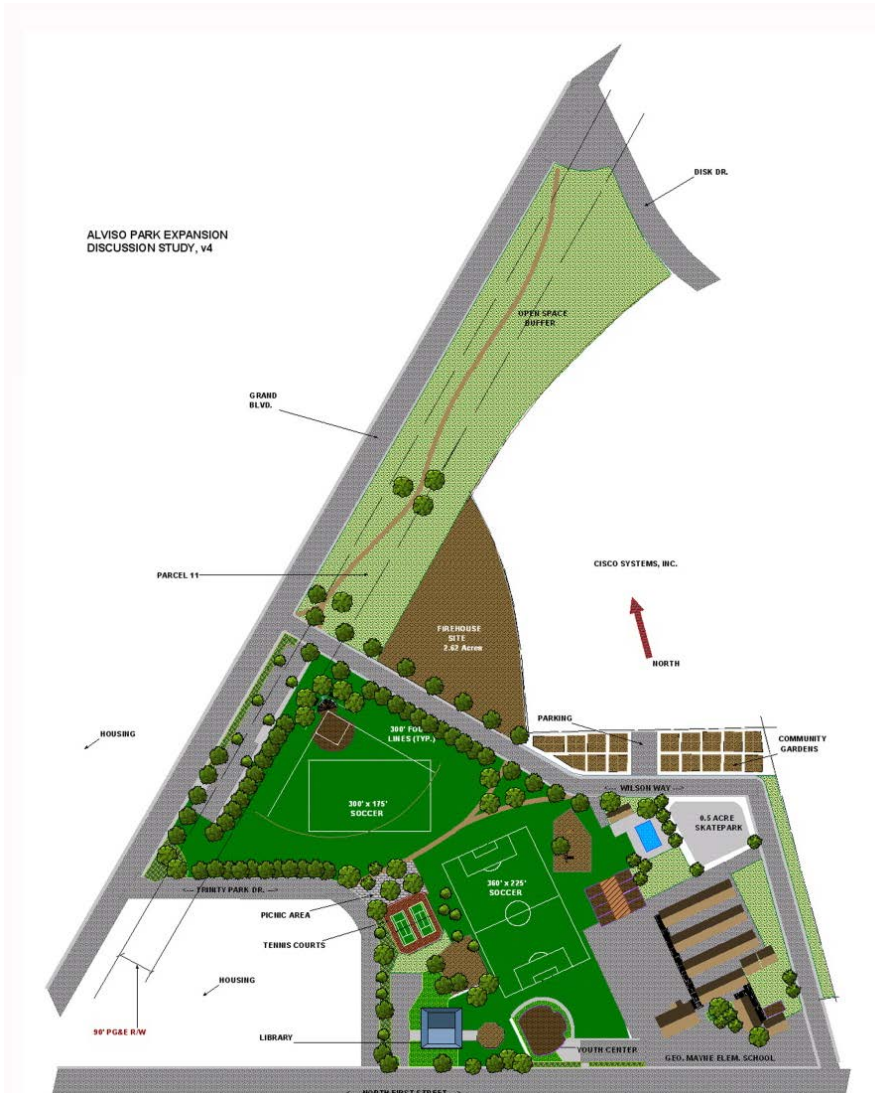 DISK DR.
ALVISO PARK EXPANSION
DISCUSSION STUDY, v4
OPEN SPACE
BUFFER
GRAND
BLVD.
PARCEL 11
CISCO SYSTEMS, INC.
FIREHOUSE
SITE
2.62 Acres
NORTH
PARKING
HOUSING
300' FOU
LINES (TYP.)
COMMUNITY
GARDENS
<--- WILSON WAY --->
300' x 175'
SOCCER
0.5 ACRE
SKATEPARK
360' x 225'
SOCCER
<--- TRINITY PARK DR. --->
PICNIC AREA
TENNIS COURTS
HOUSING
90' PG&E R/W
LIBRARY
YOUTH CENTER
GEO. MAYNE ELEM. SCHOOL
<--- NORTH FIRST STREET --->